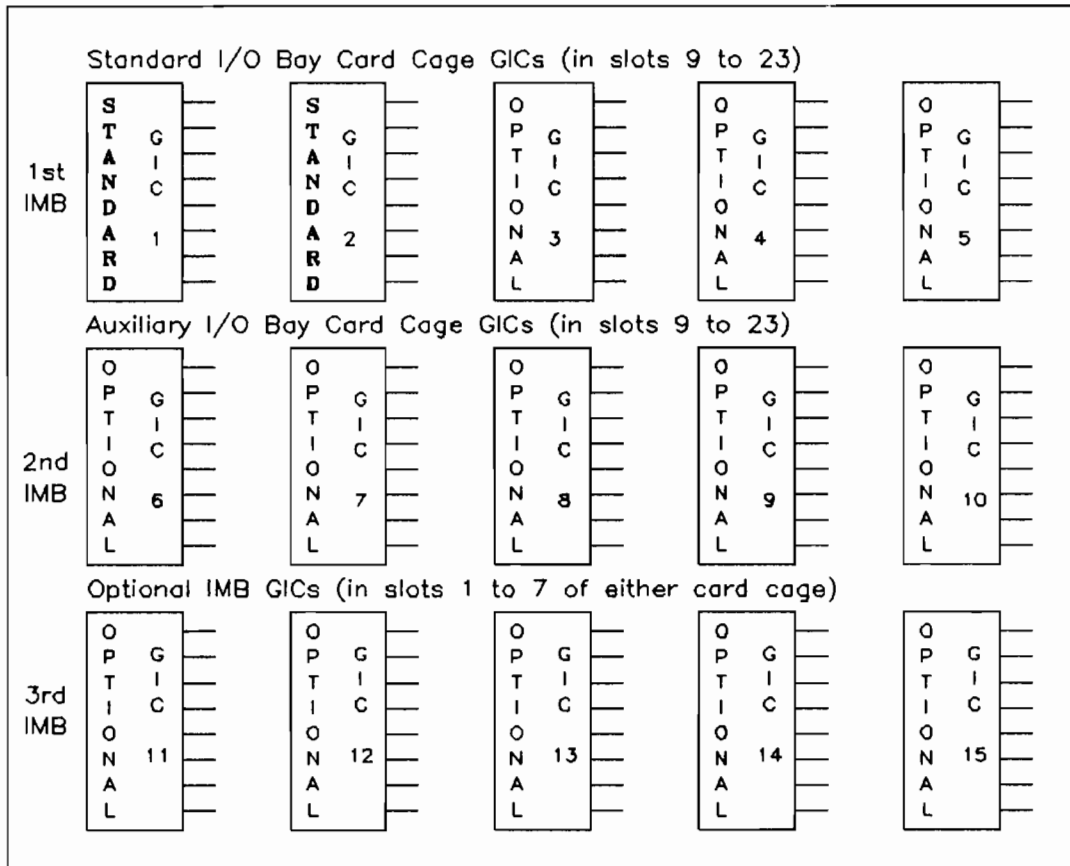 Standard I/O Bay Card Cage GICs (in slots 9 to 23)
1st
IMB
STANDARD GIC 1
STANDARD GIC 2
OPTIONAL GIC 3
OPTIONAL GIC 4
OPTIONAL GIC 5
Auxiliary I/O Bay Card Cage GICs (in slots 9 to 23)
2nd
IMB
OPTIONAL GIC 6
OPTIONAL GIC 7
OPTIONAL GIC 8
OPTIONAL GIC 9
OPTIONAL GIC 10
Optional IMB GICs (in slots 1 to 7 of either card cage)
3rd
IMB
OPTIONAL GIC 11
OPTIONAL GIC 12
OPTIONAL GIC 13
OPTIONAL GIC 14
OPTIONAL GIC 15